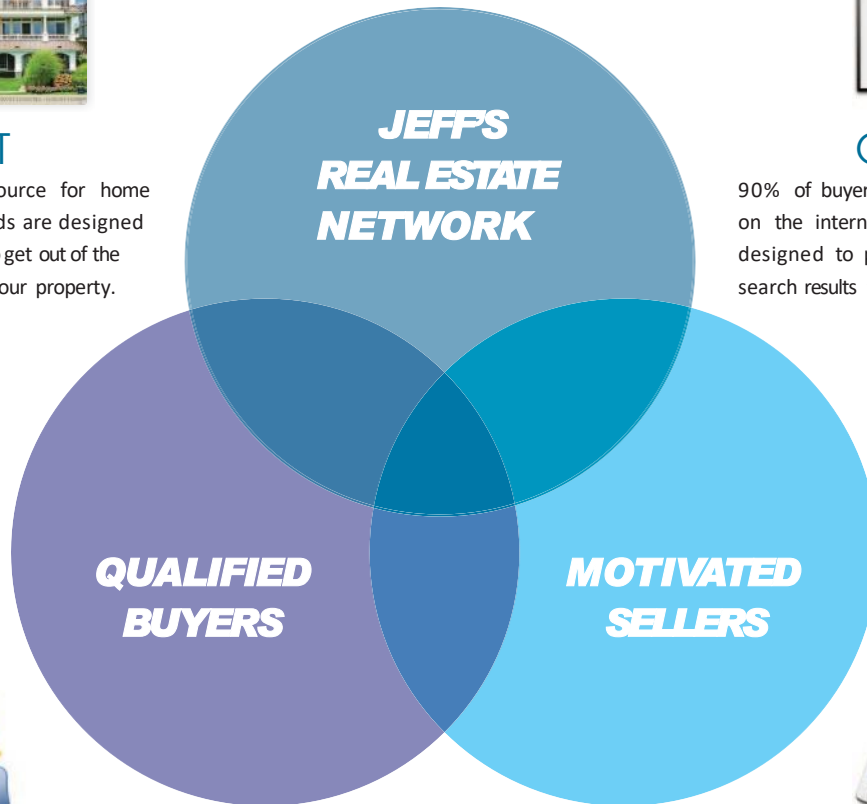 JEFF'S
REAL ESTATE
NETWORK
T
ource for home
ds are designed
get out of the
our property.
90% of buyer
on the intern
designed to p
search results
QUALIFIED
BUYERS
MOTIVATED
SELLERS